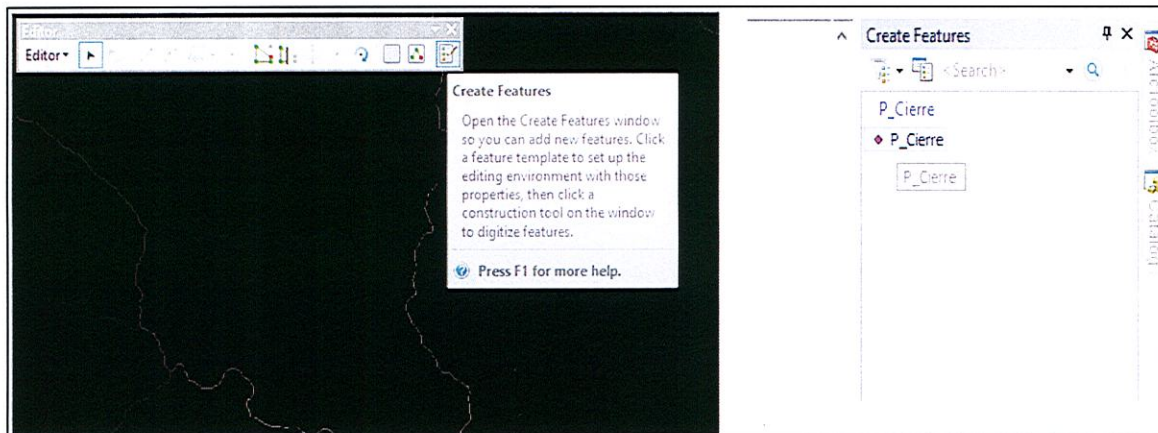 Editor
Editor
Create Features
Open the Create Features window
so you can add new features. Click
a feature template to set up the
editing environment with those
properties, then click a
construction tool on the window
to digitize features.
Press F1 for more help.
Create Features
<Search>
P_Cierre
P_Cierre
P_Cierre
ArcToolbox
Catalog